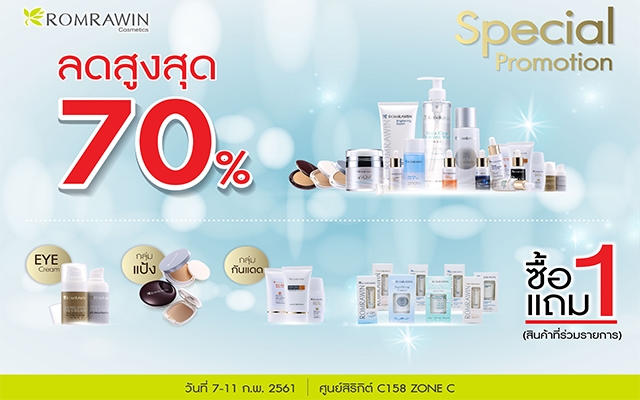 ROMRAWIN
Cosmetics
Special
Promotion
ลดสูงสุด
70%
EYE
Cream
กลุ่ม
แป้ง
กลุ่ม
กันแดด
ซื้อ 1
แถม
(สินค้าที่ร่วมรายการ)
วันที่ 7-11 ก.พ. 2561 | ศูนย์สิริกิต์ C158 ZONE C